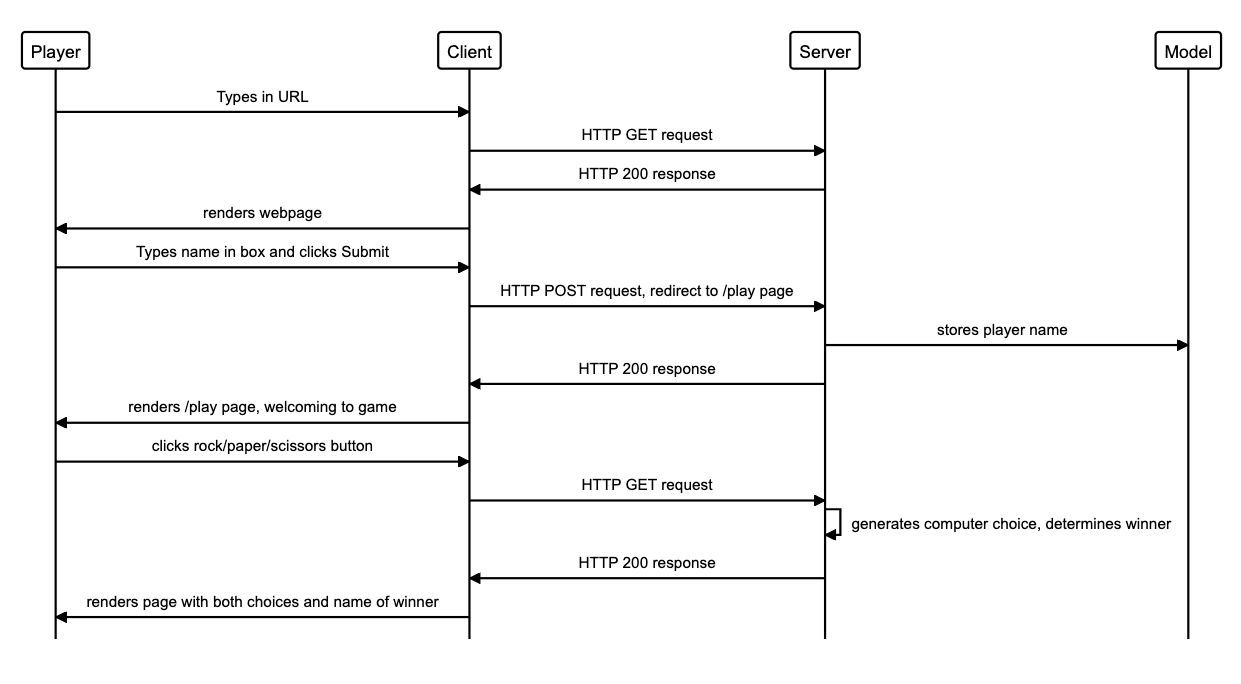 Player
Client
Server
Model
Types in URL
HTTP GET request
HTTP 200 response
renders webpage
Types name in box and clicks Submit
HTTP POST request, redirect to /play page
stores player name
HTTP 200 response
renders /play page, welcoming to game
clicks rock/paper/scissors button
HTTP GET request
generates computer choice, determines winner
HTTP 200 response
renders page with both choices and name of winner